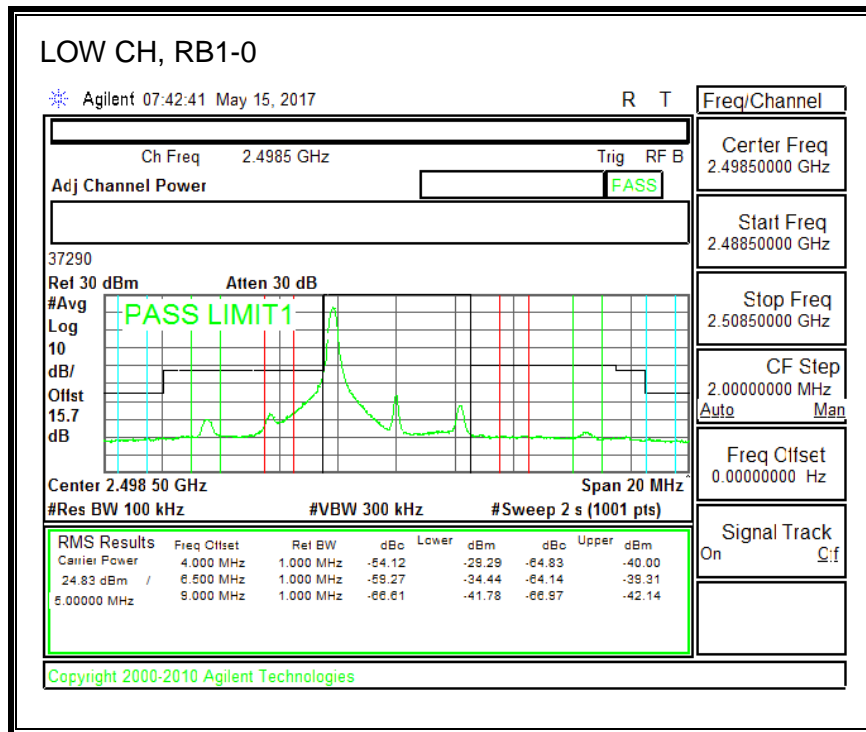 LOW CH, RB1-0
Agilent 07:42:41 May 15, 2017 R T
Freq/Channel
Ch Freq 2.4985 GHz Trig RF B
Adj Channel Power PASS
Center Freq
2.49850000 GHz
Start Freq
2.48850000 GHz
37290
Ref 30 dBm Atten 30 dB
#Avg
Log
10
dB/
Offst
15.7
dB
PASS LIMIT1
Stop Freq
2.50850000 GHz
CF Step
2.00000000 MHz
Auto Man
Freq Offset
0.00000000 Hz
Center 2.498 50 GHz Span 20 MHz^
#Res BW 100 kHz #VBW 300 kHz #Sweep 2 s (1001 pts)
Signal Track
On Off
RMS Results Freq Offset Ref BW dBc Lower dBm dBc Upper dBm
Carrier Power 4.000 MHz 1.000 MHz -54.12 -29.29 -64.83 -40.00
24.83 dBm / 6.500 MHz 1.000 MHz -59.27 -34.44 -64.14 -39.31
5.00000 MHz 9.000 MHz 1.000 MHz -66.61 -41.78 -66.97 -42.14
Copyright 2000-2010 Agilent Technologies